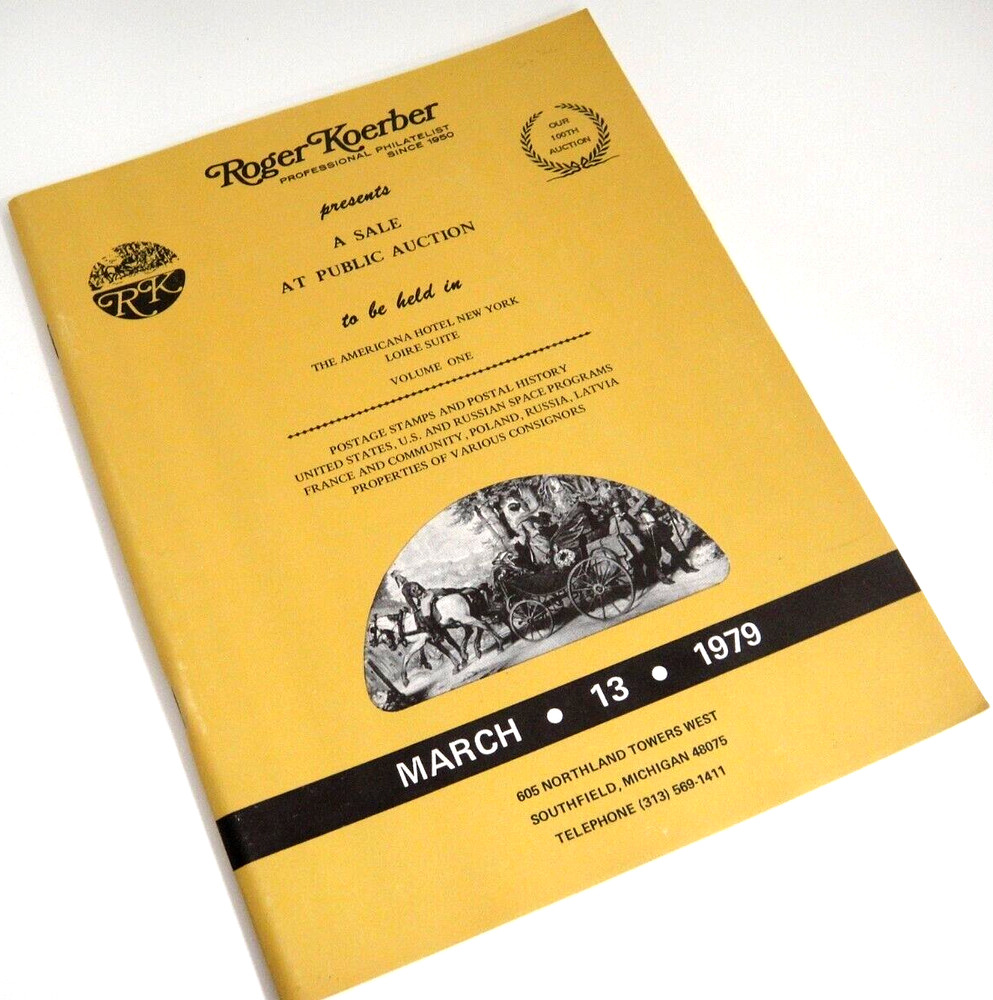 Roger Koerber
PROFESSIONAL PHILATELIST
SINCE 1950
OUR
100TH
AUCTION
presents
A SALE
AT PUBLIC AUCTION
RK
to be held in
THE AMERICANA HOTEL NEW YORK
LOIRE SUITE
VOLUME ONE
POSTAGE STAMPS AND POSTAL HISTORY
UNITED STATES, U.S. AND RUSSIAN SPACE PROGRAMS
FRANCE AND COMMUNITY, POLAND, RUSSIA, LATVIA
PROPERTIES OF VARIOUS CONSIGNORS
MARCH • 13 • 1979
605 NORTHLAND TOWERS WEST
SOUTHFIELD, MICHIGAN 48075
TELEPHONE (313) 569-1411